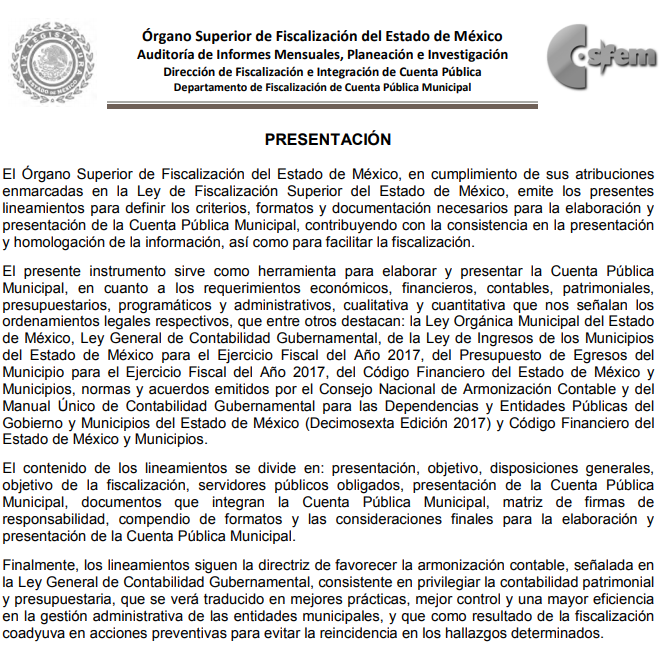 Órgano Superior de Fiscalización del Estado de México
Auditoría de Informes Mensuales, Planeación e Investigación
Dirección de Fiscalización e Integración de Cuenta Pública
Departamento de Fiscalización de Cuenta Pública Municipal
osfem
PRESENTACIÓN
El Órgano Superior de Fiscalización del Estado de México, en cumplimiento de sus atribuciones
enmarcadas en la Ley de Fiscalización Superior del Estado de México, emite los presentes
lineamientos para definir los criterios, formatos y documentación necesarios para la elaboración y
presentación de la Cuenta Pública Municipal, contribuyendo con la consistencia en la presentación
y homologación de la información, así como para facilitar la fiscalización.
El presente instrumento sirve como herramienta para elaborar y presentar la Cuenta Pública
Municipal, en cuanto a los requerimientos económicos, financieros, contables, patrimoniales,
presupuestarios, programáticos y administrativos, cualitativa y cuantitativa que nos señalan los
ordenamientos legales respectivos, que entre otros destacan: la Ley Orgánica Municipal del Estado
de México, Ley General de Contabilidad Gubernamental, de la Ley de Ingresos de los Municipios
del Estado de México para el Ejercicio Fiscal del Año 2017, del Presupuesto de Egresos del
Municipio para el Ejercicio Fiscal del Año 2017, del Código Financiero del Estado de México y
Municipios, normas y acuerdos emitidos por el Consejo Nacional de Armonización Contable y del
Manual Único de Contabilidad Gubernamental para las Dependencias y Entidades Públicas del
Gobierno y Municipios del Estado de México (Decimosexta Edición 2017) y Código Financiero del
Estado de México y Municipios.
El contenido de los lineamientos se divide en: presentación, objetivo, disposiciones generales,
objetivo de la fiscalización, servidores públicos obligados, presentación de la Cuenta Pública
Municipal, documentos que integran la Cuenta Pública Municipal, matriz de firmas de
responsabilidad, compendio de formatos y las consideraciones finales para la elaboración y
presentación de la Cuenta Pública Municipal.
Finalmente, los lineamientos siguen la directriz de favorecer la armonización contable, señalada en
la Ley General de Contabilidad Gubernamental, consistente en privilegiar la contabilidad patrimonial
y presupuestaria, que se verá traducido en mejores prácticas, mejor control y una mayor eficiencia
en la gestión administrativa de las entidades municipales, y que como resultado de la fiscalización
coadyuva en acciones preventivas para evitar la reincidencia en los hallazgos determinados.